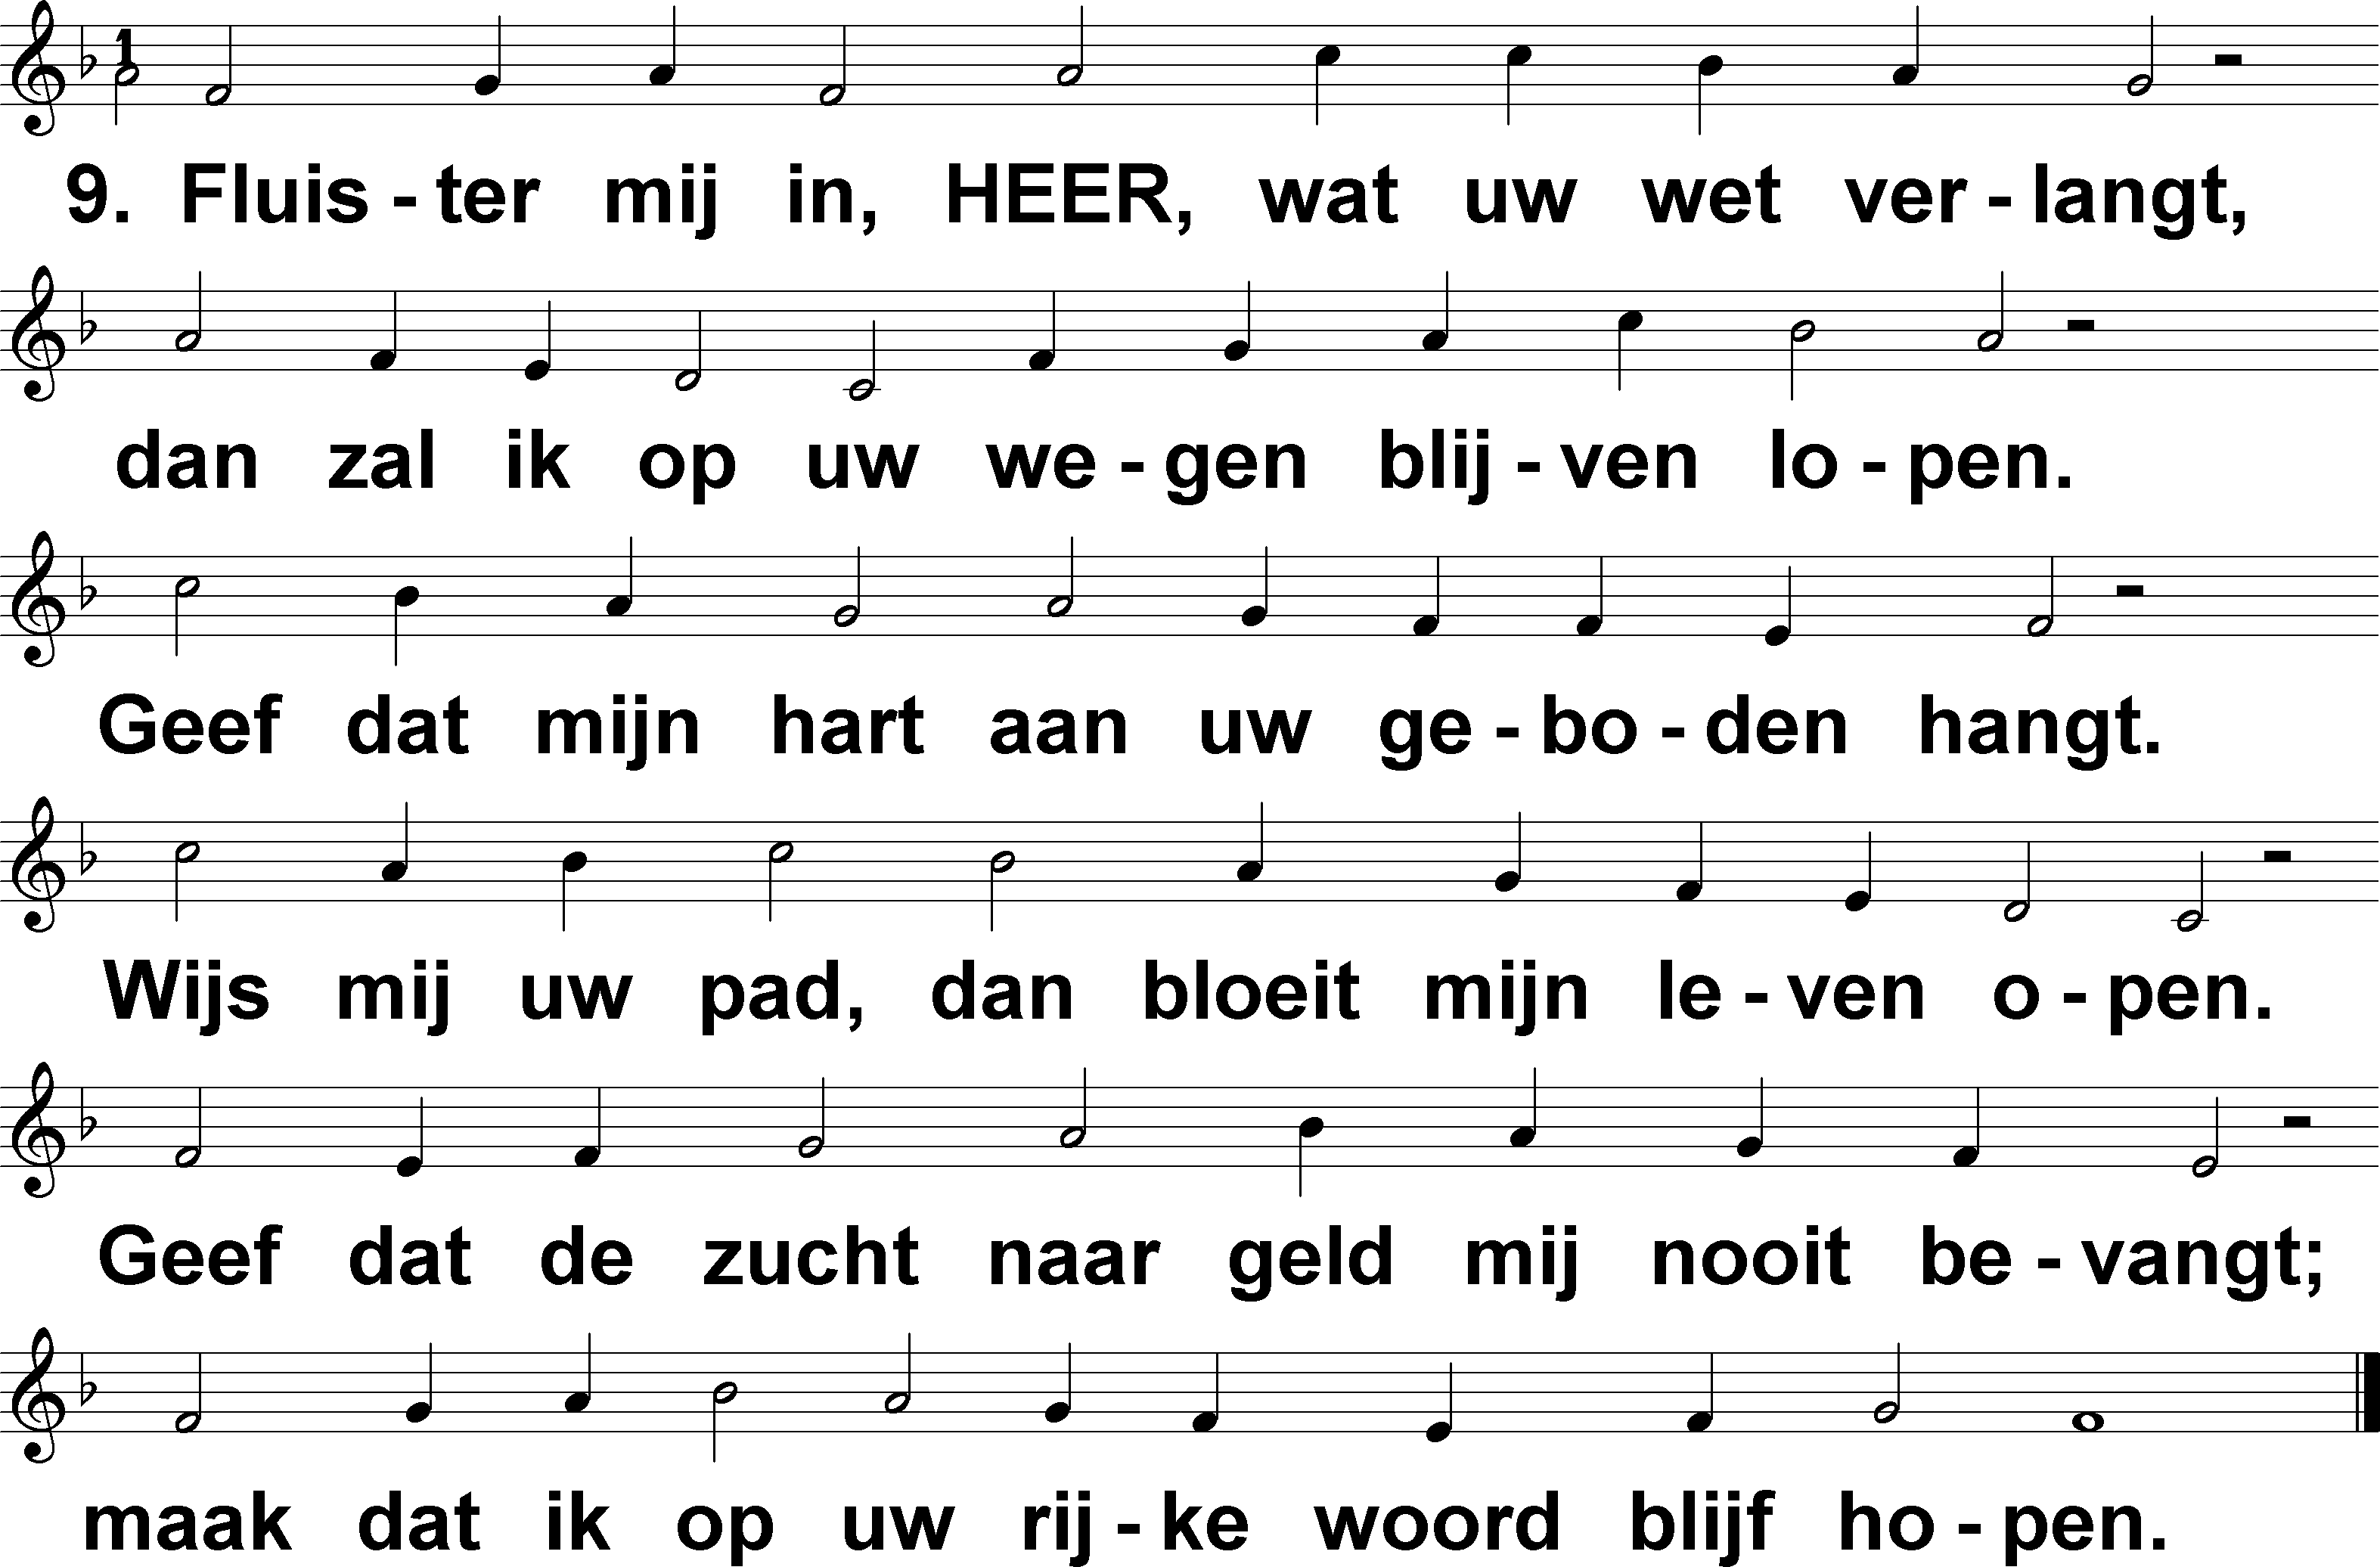 9. Fluis - ter mij in, HEER, wat uw wet ver - langt,
dan zal ik op uw we - gen blij - ven lo - pen.
Geef dat mijn hart aan uw ge - bo - den hangt.
Wijs mij uw pad, dan bloeit mijn le - ven o - pen.
Geef dat de zucht naar geld mij nooit be - vangt;
maak dat ik op uw rij - ke woord blijf ho - pen.